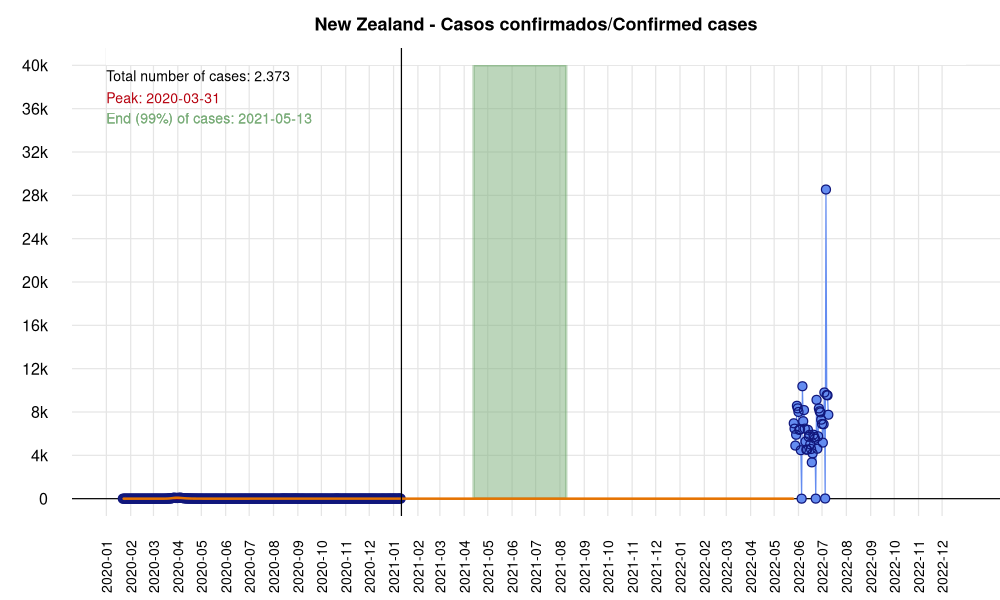 New Zealand - Casos confirmados/Confirmed cases
40k
36k
32k
28k
24k
20k
16k
12k
8k
4k
0
Total number of cases: 2.373
Peak: 2020-03-31
End (99%) of cases: 2021-05-13
2020-01
2020-02
2020-03
2020-04
2020-05
2020-06
2020-07
2020-08
2020-09
2020-10
2020-11
2020-12
2021-01
2021-02
2021-03
2021-04
2021-05
2021-06
2021-07
2021-08
2021-09
2021-10
2021-11
2021-12
2022-01
2022-02
2022-03
2022-04
2022-05
2022-06
2022-07
2022-08
2022-09
2022-10
2022-11
2022-12